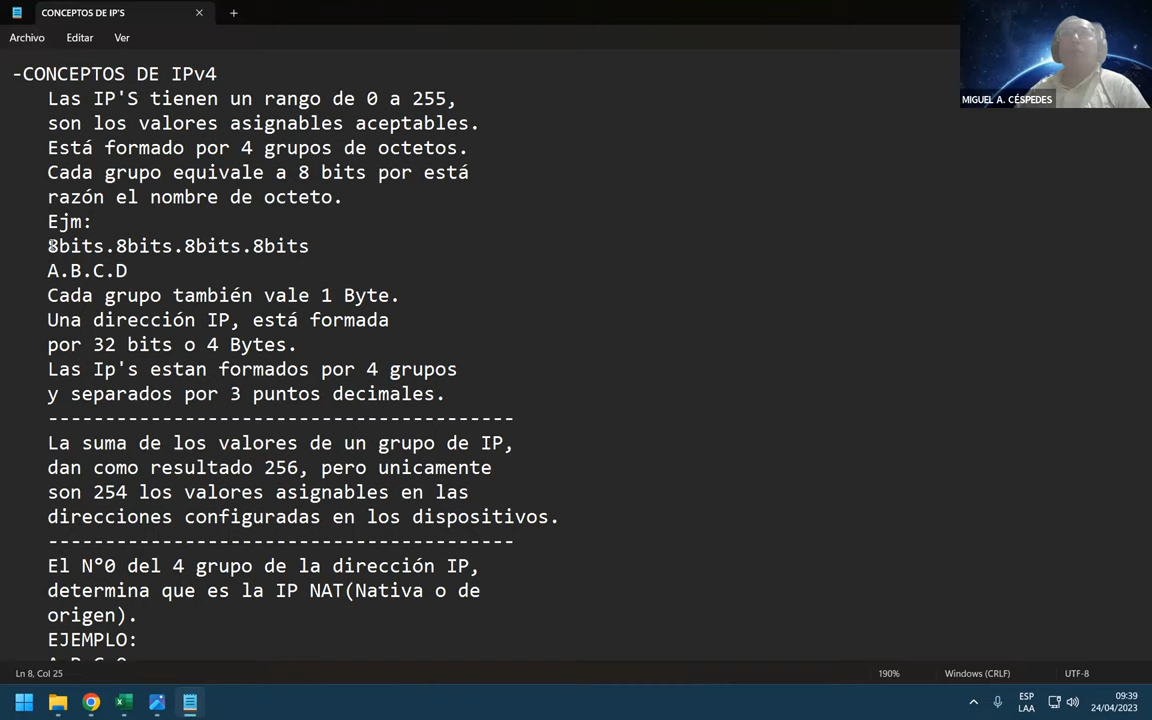 CONCEPTOS DE IP'S
Archivo Editar Ver
MIGUEL A. CÉSPEDES
-CONCEPTOS DE IPv4
Las IP'S tienen un rango de 0 a 255,
son los valores asignables aceptables.
Está formado por 4 grupos de octetos.
Cada grupo equivale a 8 bits por está
razón el nombre de octeto.
Ejm:
8bits.8bits.8bits.8bits
A.B.C.D
Cada grupo también vale 1 Byte.
Una dirección IP, está formada
por 32 bits o 4 Bytes.
Las Ip's estan formados por 4 grupos
y separados por 3 puntos decimales.
-----------------------------------------
La suma de los valores de un grupo de IP,
dan como resultado 256, pero unicamente
son 254 los valores asignables en las
direcciones configuradas en los dispositivos.
-----------------------------------------
El N°0 del 4 grupo de la dirección IP,
determina que es la IP NAT(Nativa o de
origen).
EJEMPLO:
A.B.C.0
Ln 8, Col 25 190% Windows (CRLF) UTF-8
ESP 09:39
LAA 24/04/2023